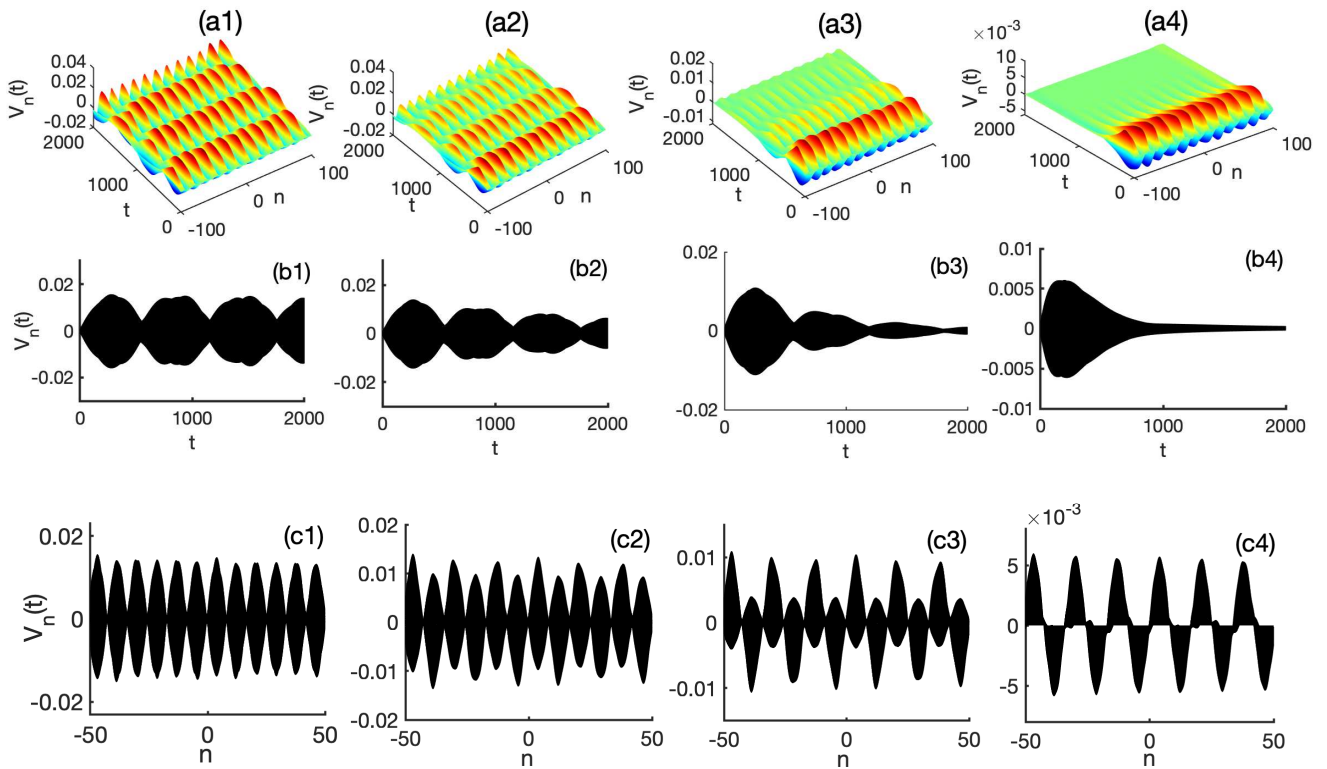 (a1) (a2) (a3) (a4)
×10⁻³
0.04 0.02 0 -0.02 Vn(t) 2000 1000 0 t -100 0 100 n
0.04 0.02 0 -0.02 Vn(t) 2000 1000 0 t -100 0 100 n
0.02 0.01 0 -0.01 Vn(t) 2000 1000 0 t -100 0 100 n
10 5 0 -5 Vn(t) 2000 1000 0 t -100 0 100 n
(b1) 0.02 0 -0.02 Vn(t) 0 1000 2000 t
(b2) 0.02 0 -0.02 0 1000 2000 t
(b3) 0.02 0 -0.02 0 1000 2000 t
(b4) 0.01 0.005 0 -0.005 -0.01 0 1000 2000 t
(c1) 0.02 0 -0.02 Vn(t) -50 0 50 n
(c2) 0.02 0.01 0 -0.01 -0.02 -50 0 50 n
(c3) 0.01 0 -0.01 -50 0 50 n
×10⁻³
(c4) 5 0 -5 -50 0 50 n